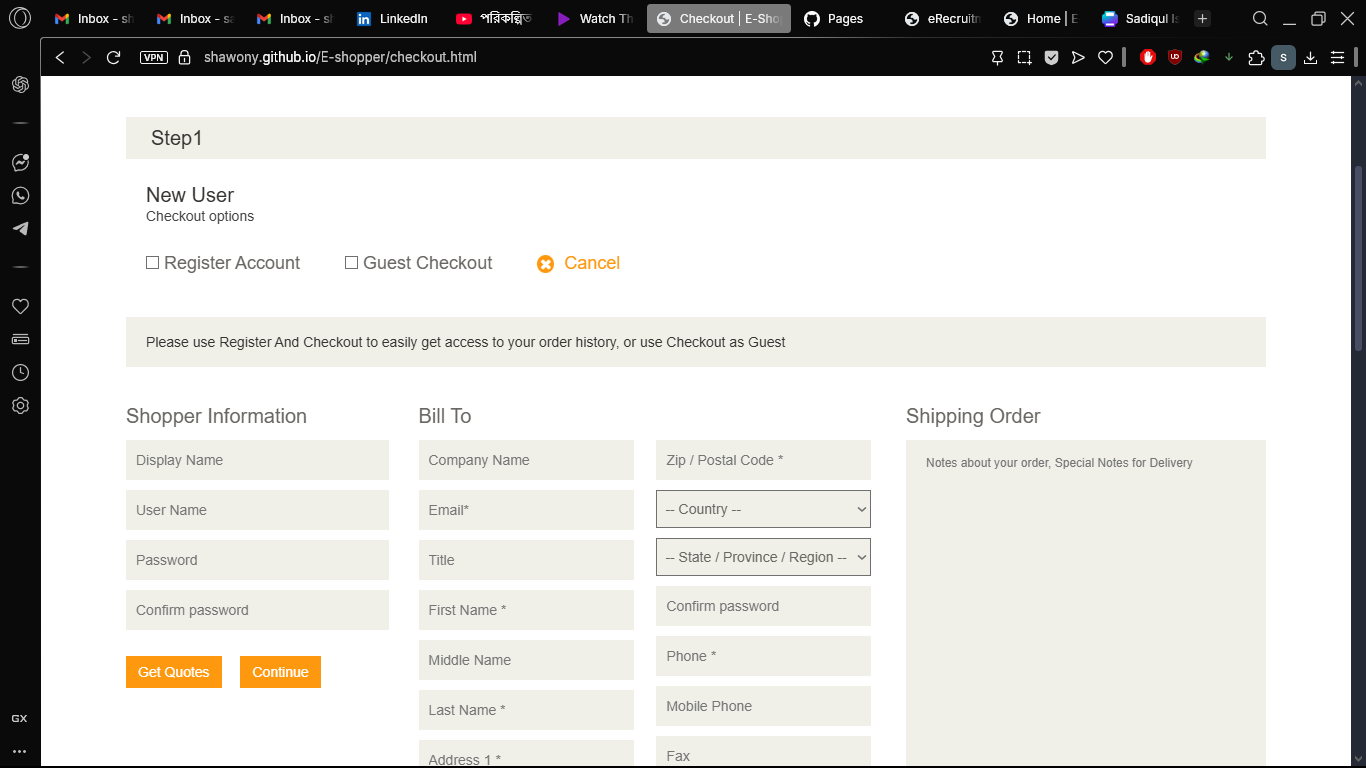 Inbox - sh
Inbox - sa
Inbox - sh
LinkedIn
পরিকল্পিত
Watch Th
Checkout | E-Shop
Pages
eRecruitm
Home | E
Sadiqul Is
VPN
shawony.github.io/E-shopper/checkout.html
S
Step1
New User
Checkout options
Register Account
Guest Checkout
Cancel
Please use Register And Checkout to easily get access to your order history, or use Checkout as Guest
Shopper Information
Display Name
User Name
Password
Confirm password
Get Quotes
Continue
Bill To
Company Name
Email*
Title
First Name *
Middle Name
Last Name *
Address 1 *
Zip / Postal Code *
-- Country --
-- State / Province / Region --
Confirm password
Phone *
Mobile Phone
Fax
Shipping Order
Notes about your order, Special Notes for Delivery
GX